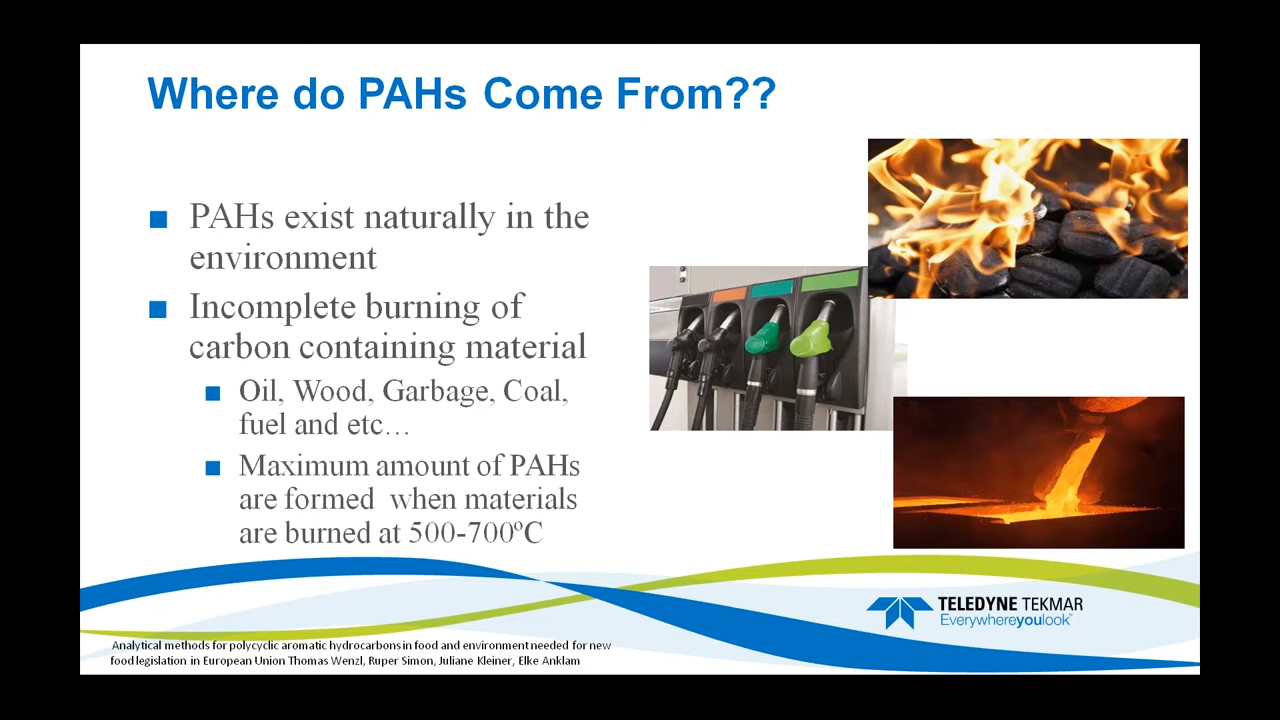 Where do PAHs Come From??
PAHs exist naturally in the
environment
Incomplete burning of
carbon containing material
Oil, Wood, Garbage, Coal,
fuel and etc…
Maximum amount of PAHs
are formed when materials
are burned at 500-700ºC
TELEDYNE TEKMAR
Everywhereyoulook™
Analytical methods for polycyclic aromatic hydrocarbons in food and environment needed for new
food legislation in European Union Thomas Wenzl, Ruper Simon, Juliane Kleiner, Elke Anklam